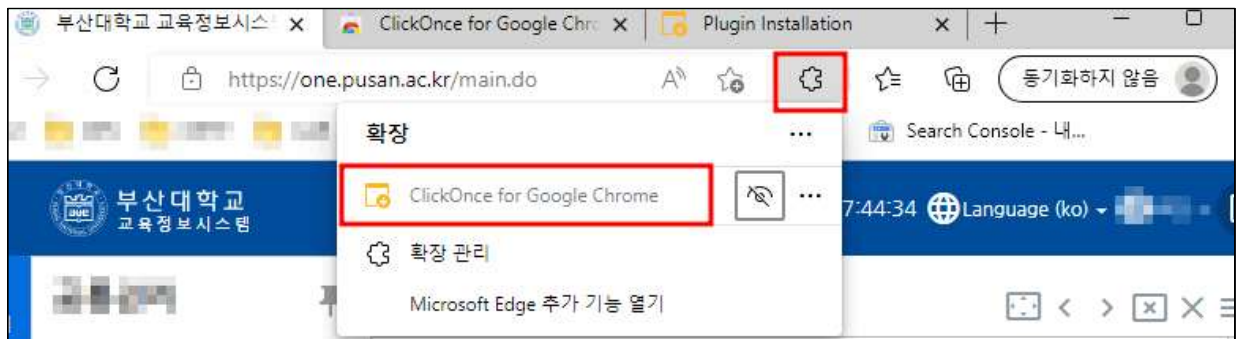 부산대학교 교육정보시스 ClickOnce for Google Chr Plugin Installation
https://one.pusan.ac.kr/main.do 동기화하지 않음
확장
Search Console - 내...
ClickOnce for Google Chrome
부산대학교
교육정보시스템
7:44:34 Language (ko)
확장 관리
Microsoft Edge 추가 기능 열기